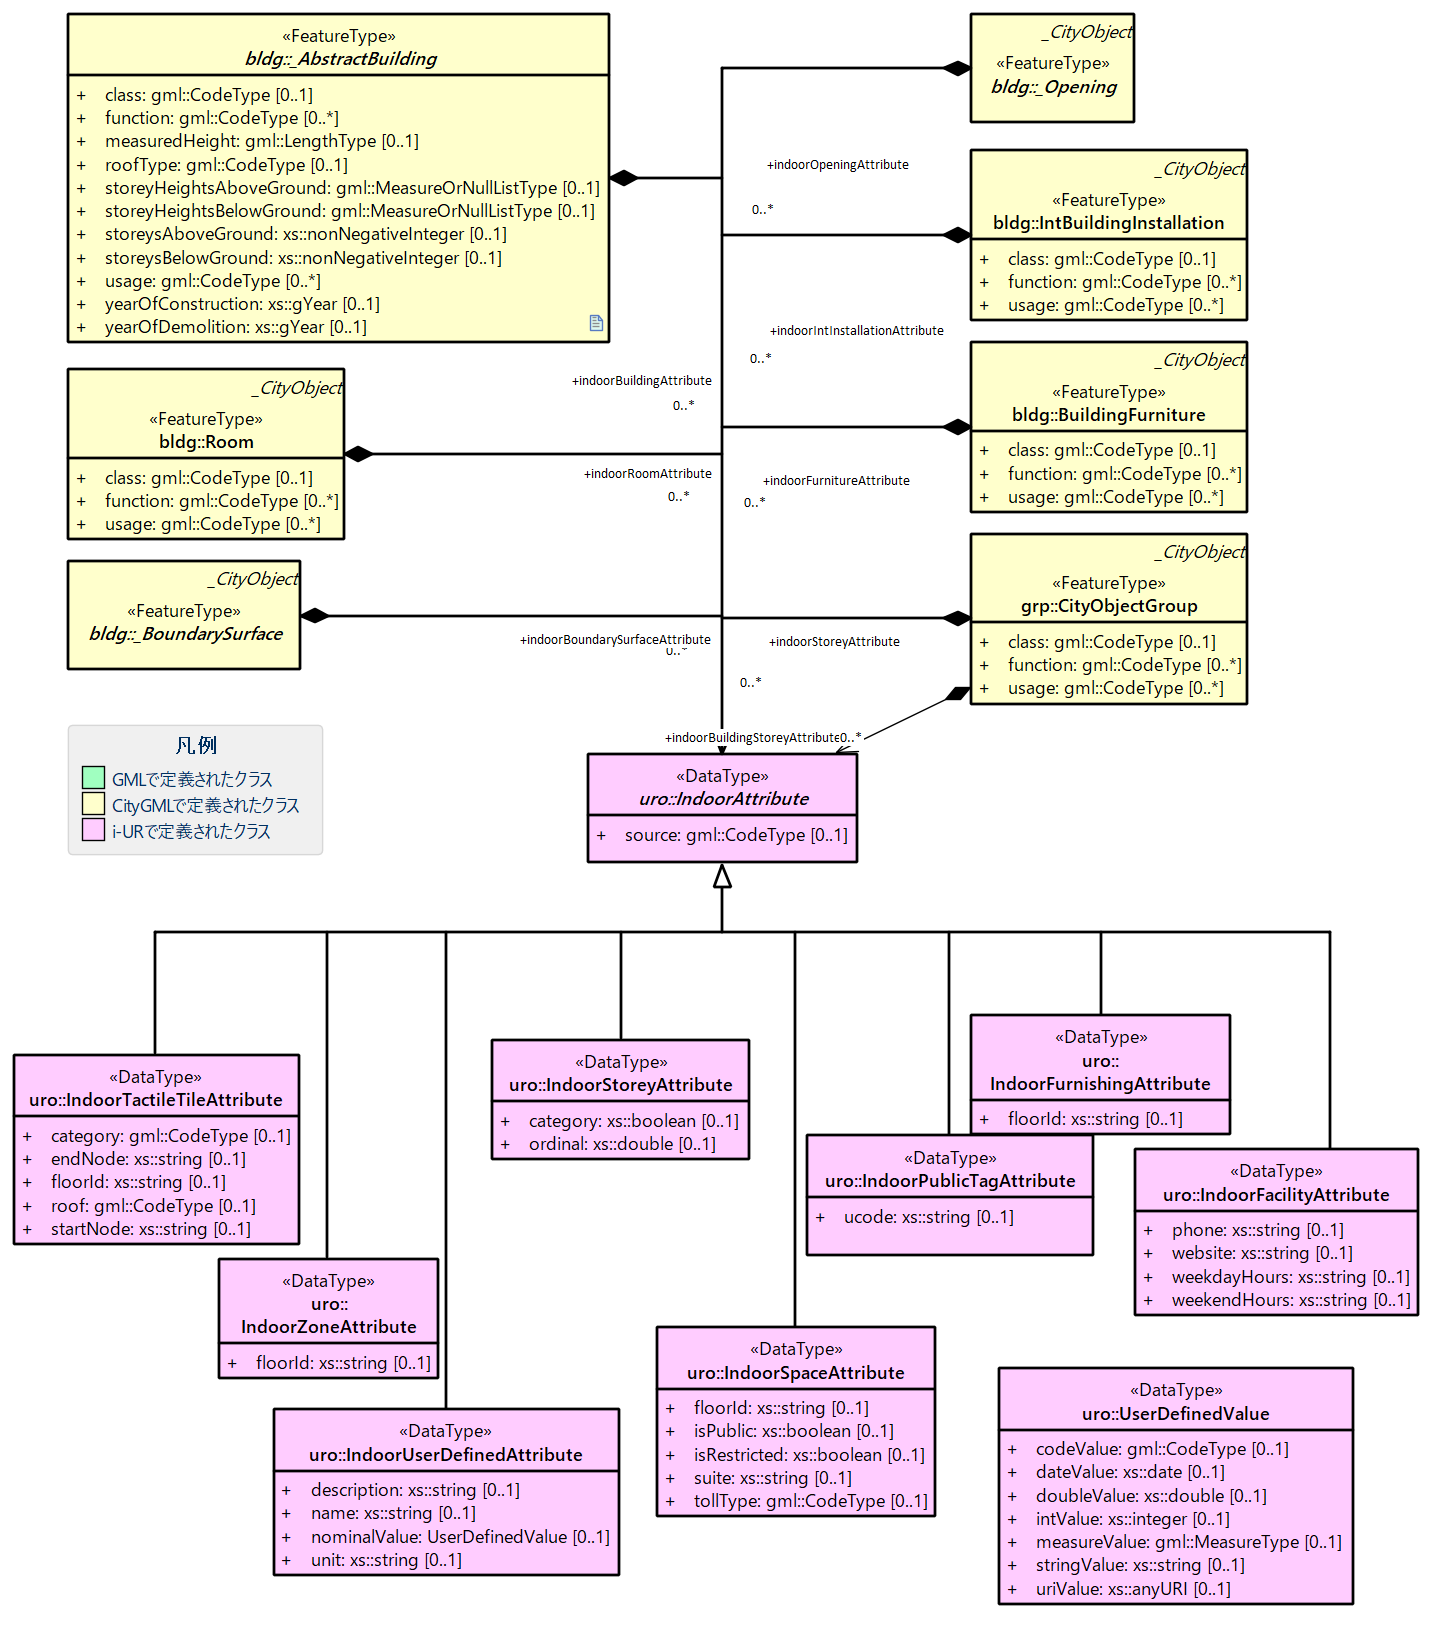 «FeatureType»
bldg::_AbstractBuilding
+ class: gml::CodeType [0..1]
+ function: gml::CodeType [0..*]
+ measuredHeight: gml::LengthType [0..1]
+ roofType: gml::CodeType [0..1]
+ storeyHeightsAboveGround: gml::MeasureOrNullListType [0..1]
+ storeyHeightsBelowGround: gml::MeasureOrNullListType [0..1]
+ storeysAboveGround: xs::nonNegativeInteger [0..1]
+ storeysBelowGround: xs::nonNegativeInteger [0..1]
+ usage: gml::CodeType [0..*]
+ yearOfConstruction: xs::gYear [0..1]
+ yearOfDemolition: xs::gYear [0..1]
_CityObject
«FeatureType»
bldg::_Opening
+indoorOpeningAttribute
0..*
_CityObject
«FeatureType»
bldg::IntBuildingInstallation
+ class: gml::CodeType [0..1]
+ function: gml::CodeType [0..*]
+ usage: gml::CodeType [0..*]
+indoorIntInstallationAttribute
0..*
+indoorBuildingAttribute
0..*
_CityObject
«FeatureType»
bldg::BuildingFurniture
+ class: gml::CodeType [0..1]
+ function: gml::CodeType [0..*]
+ usage: gml::CodeType [0..*]
_CityObject
«FeatureType»
bldg::Room
+ class: gml::CodeType [0..1]
+ function: gml::CodeType [0..*]
+ usage: gml::CodeType [0..*]
+indoorRoomAttribute
0..*
+indoorFurnitureAttribute
0..*
_CityObject
«FeatureType»
grp::CityObjectGroup
+ class: gml::CodeType [0..1]
+ function: gml::CodeType [0..*]
+ usage: gml::CodeType [0..*]
_CityObject
«FeatureType»
bldg::_BoundarySurface
+indoorBoundarySurfaceAttribute
0..*
+indoorStoreyAttribute
0..*
+indoorBuildingStoreyAttribute
0..*
凡例
GMLで定義されたクラス
CityGMLで定義されたクラス
i-URで定義されたクラス
«DataType»
uro::IndoorAttribute
+ source: gml::CodeType [0..1]
«DataType»
uro::IndoorTactileTileAttribute
+ category: gml::CodeType [0..1]
+ endNode: xs::string [0..1]
+ floorId: xs::string [0..1]
+ roof: gml::CodeType [0..1]
+ startNode: xs::string [0..1]
«DataType»
uro::IndoorStoreyAttribute
+ category: xs::boolean [0..1]
+ ordinal: xs::double [0..1]
«DataType»
uro::
IndoorFurnishingAttribute
+ floorId: xs::string [0..1]
«DataType»
uro::IndoorPublicTagAttribute
+ ucode: xs::string [0..1]
«DataType»
uro::IndoorFacilityAttribute
+ phone: xs::string [0..1]
+ website: xs::string [0..1]
+ weekdayHours: xs::string [0..1]
+ weekendHours: xs::string [0..1]
«DataType»
uro::
IndoorZoneAttribute
+ floorId: xs::string [0..1]
«DataType»
uro::IndoorSpaceAttribute
+ floorId: xs::string [0..1]
+ isPublic: xs::boolean [0..1]
+ isRestricted: xs::boolean [0..1]
+ suite: xs::string [0..1]
+ tollType: gml::CodeType [0..1]
«DataType»
uro::IndoorUserDefinedAttribute
+ description: xs::string [0..1]
+ name: xs::string [0..1]
+ nominalValue: UserDefinedValue [0..1]
+ unit: xs::string [0..1]
«DataType»
uro::UserDefinedValue
+ codeValue: gml::CodeType [0..1]
+ dateValue: xs::date [0..1]
+ doubleValue: xs::double [0..1]
+ intValue: xs::integer [0..1]
+ measureValue: gml::MeasureType [0..1]
+ stringValue: xs::string [0..1]
+ uriValue: xs::anyURI [0..1]